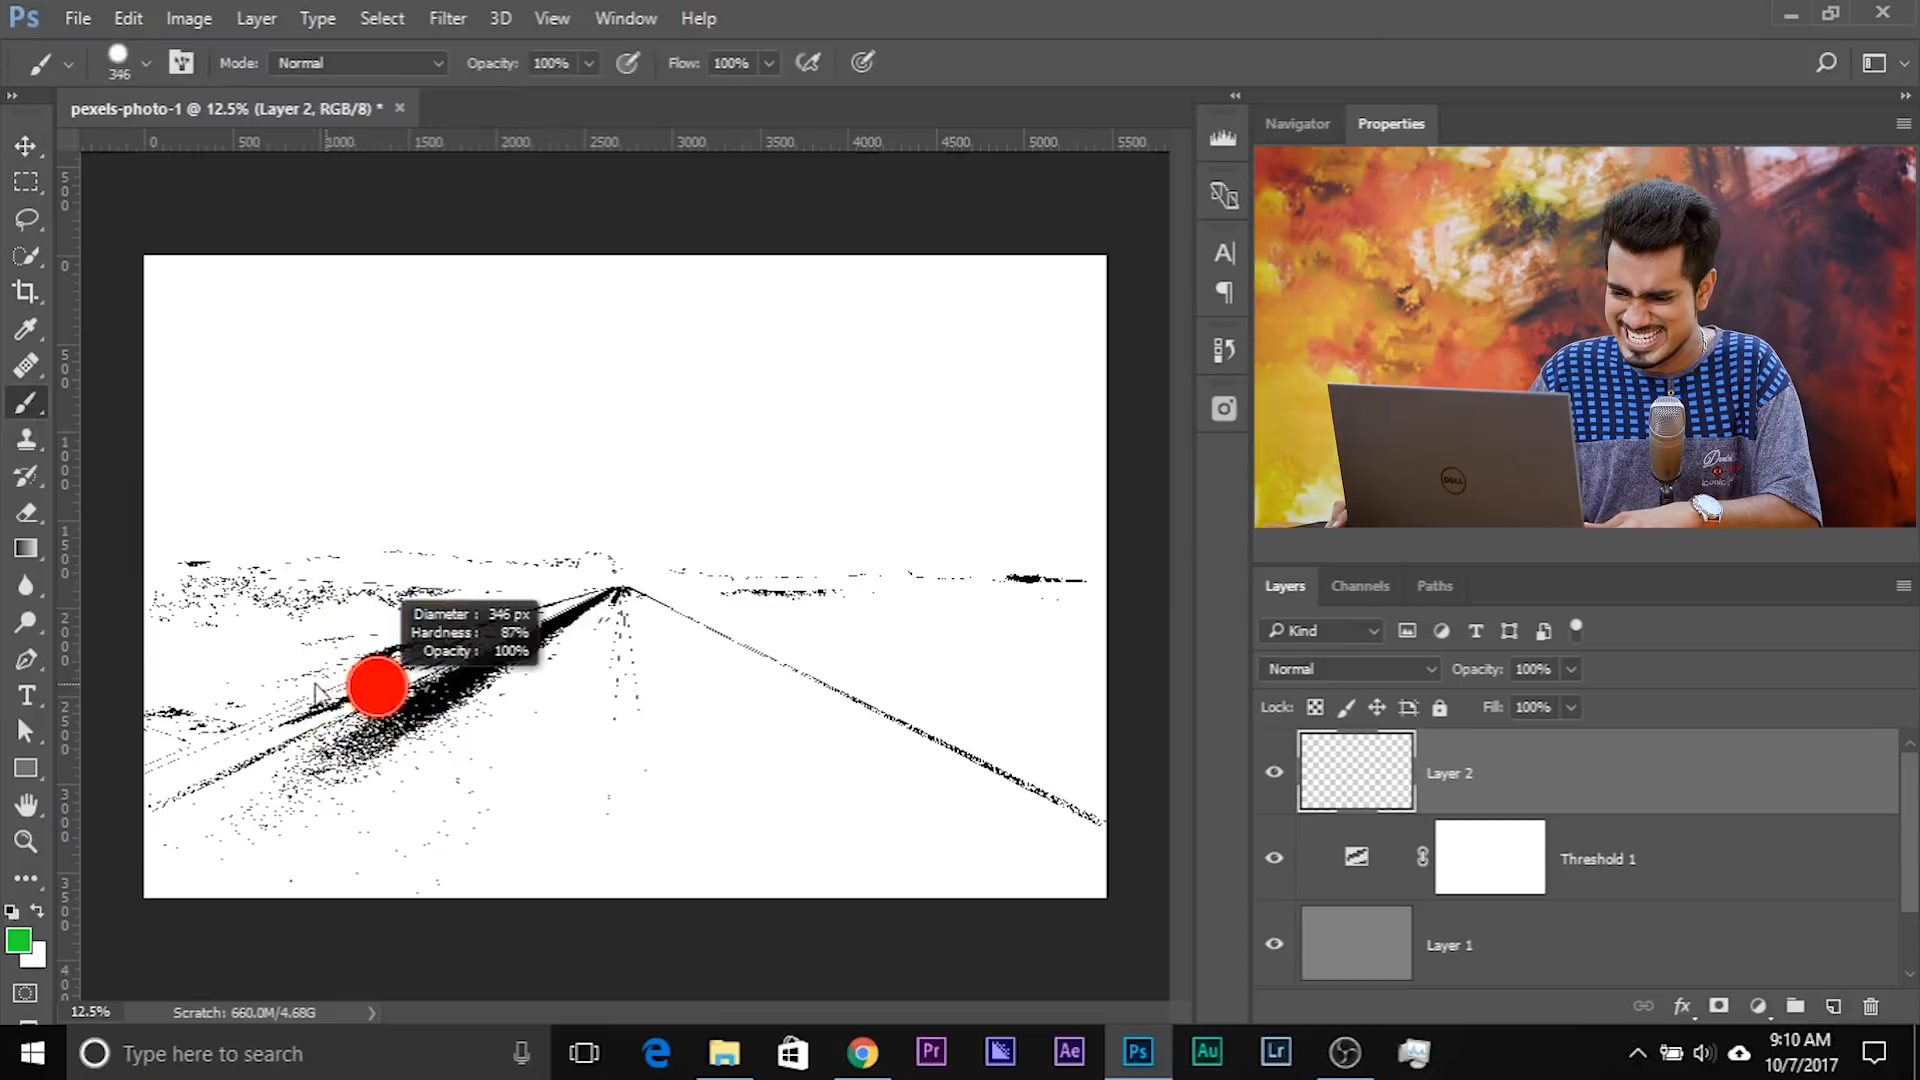 Ps File Edit Image Layer Type Select Filter 3D View Window Help
346 Mode: Normal Opacity: 100% Flow: 100%
pexels-photo-1 @ 12.5% (Layer 2, RGB/8) * ×
0 500 1000 1500 2000 2500 3000 3500 4000 4500 5000 5500
Navigator Properties
DELL
Diameter : 346 px
Hardness : 87%
Opacity : 100%
Layers Channels Paths
Kind
Normal Opacity: 100%
Lock: Fill: 100%
Layer 2
Threshold 1
Layer 1
12.5% Scratch: 660.0M/4.68G
Type here to search
Pr Ae Ps Au Lr
9:10 AM
10/7/2017